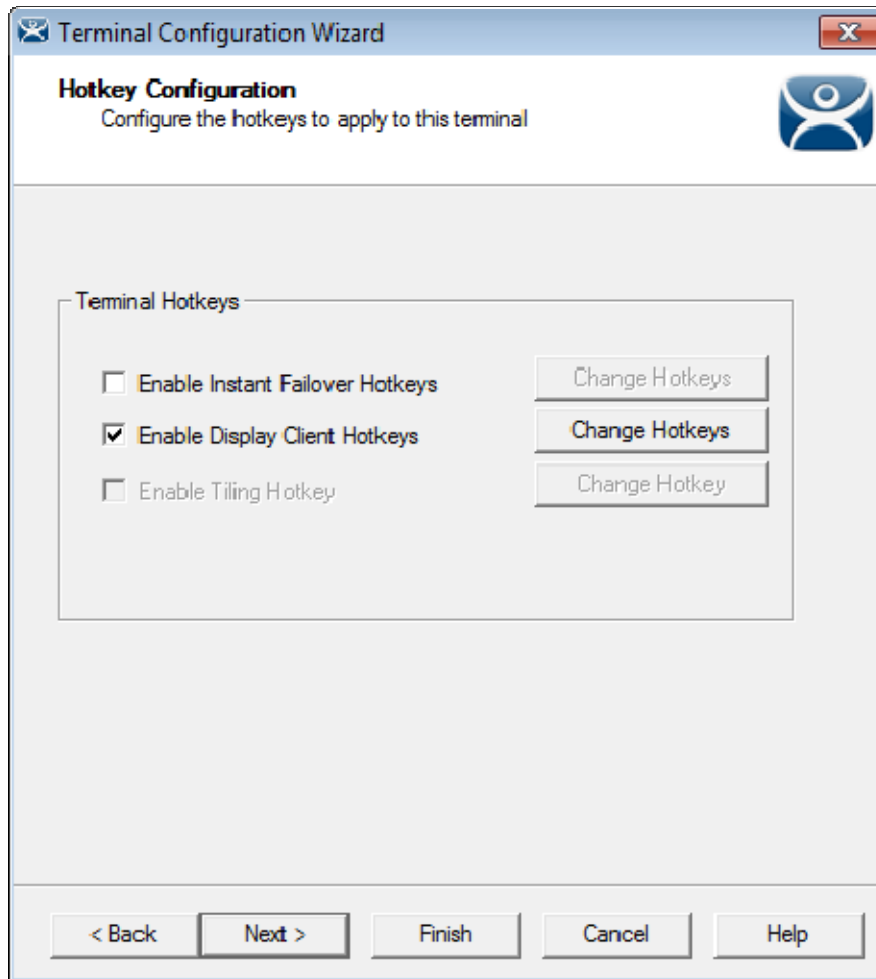 Terminal Configuration Wizard
Hotkey Configuration
Configure the hotkeys to apply to this terminal
Terminal Hotkeys
Enable Instant Failover Hotkeys Change Hotkeys
Enable Display Client Hotkeys Change Hotkeys
Enable Tiling Hotkey Change Hotkey
< Back Next > Finish Cancel Help